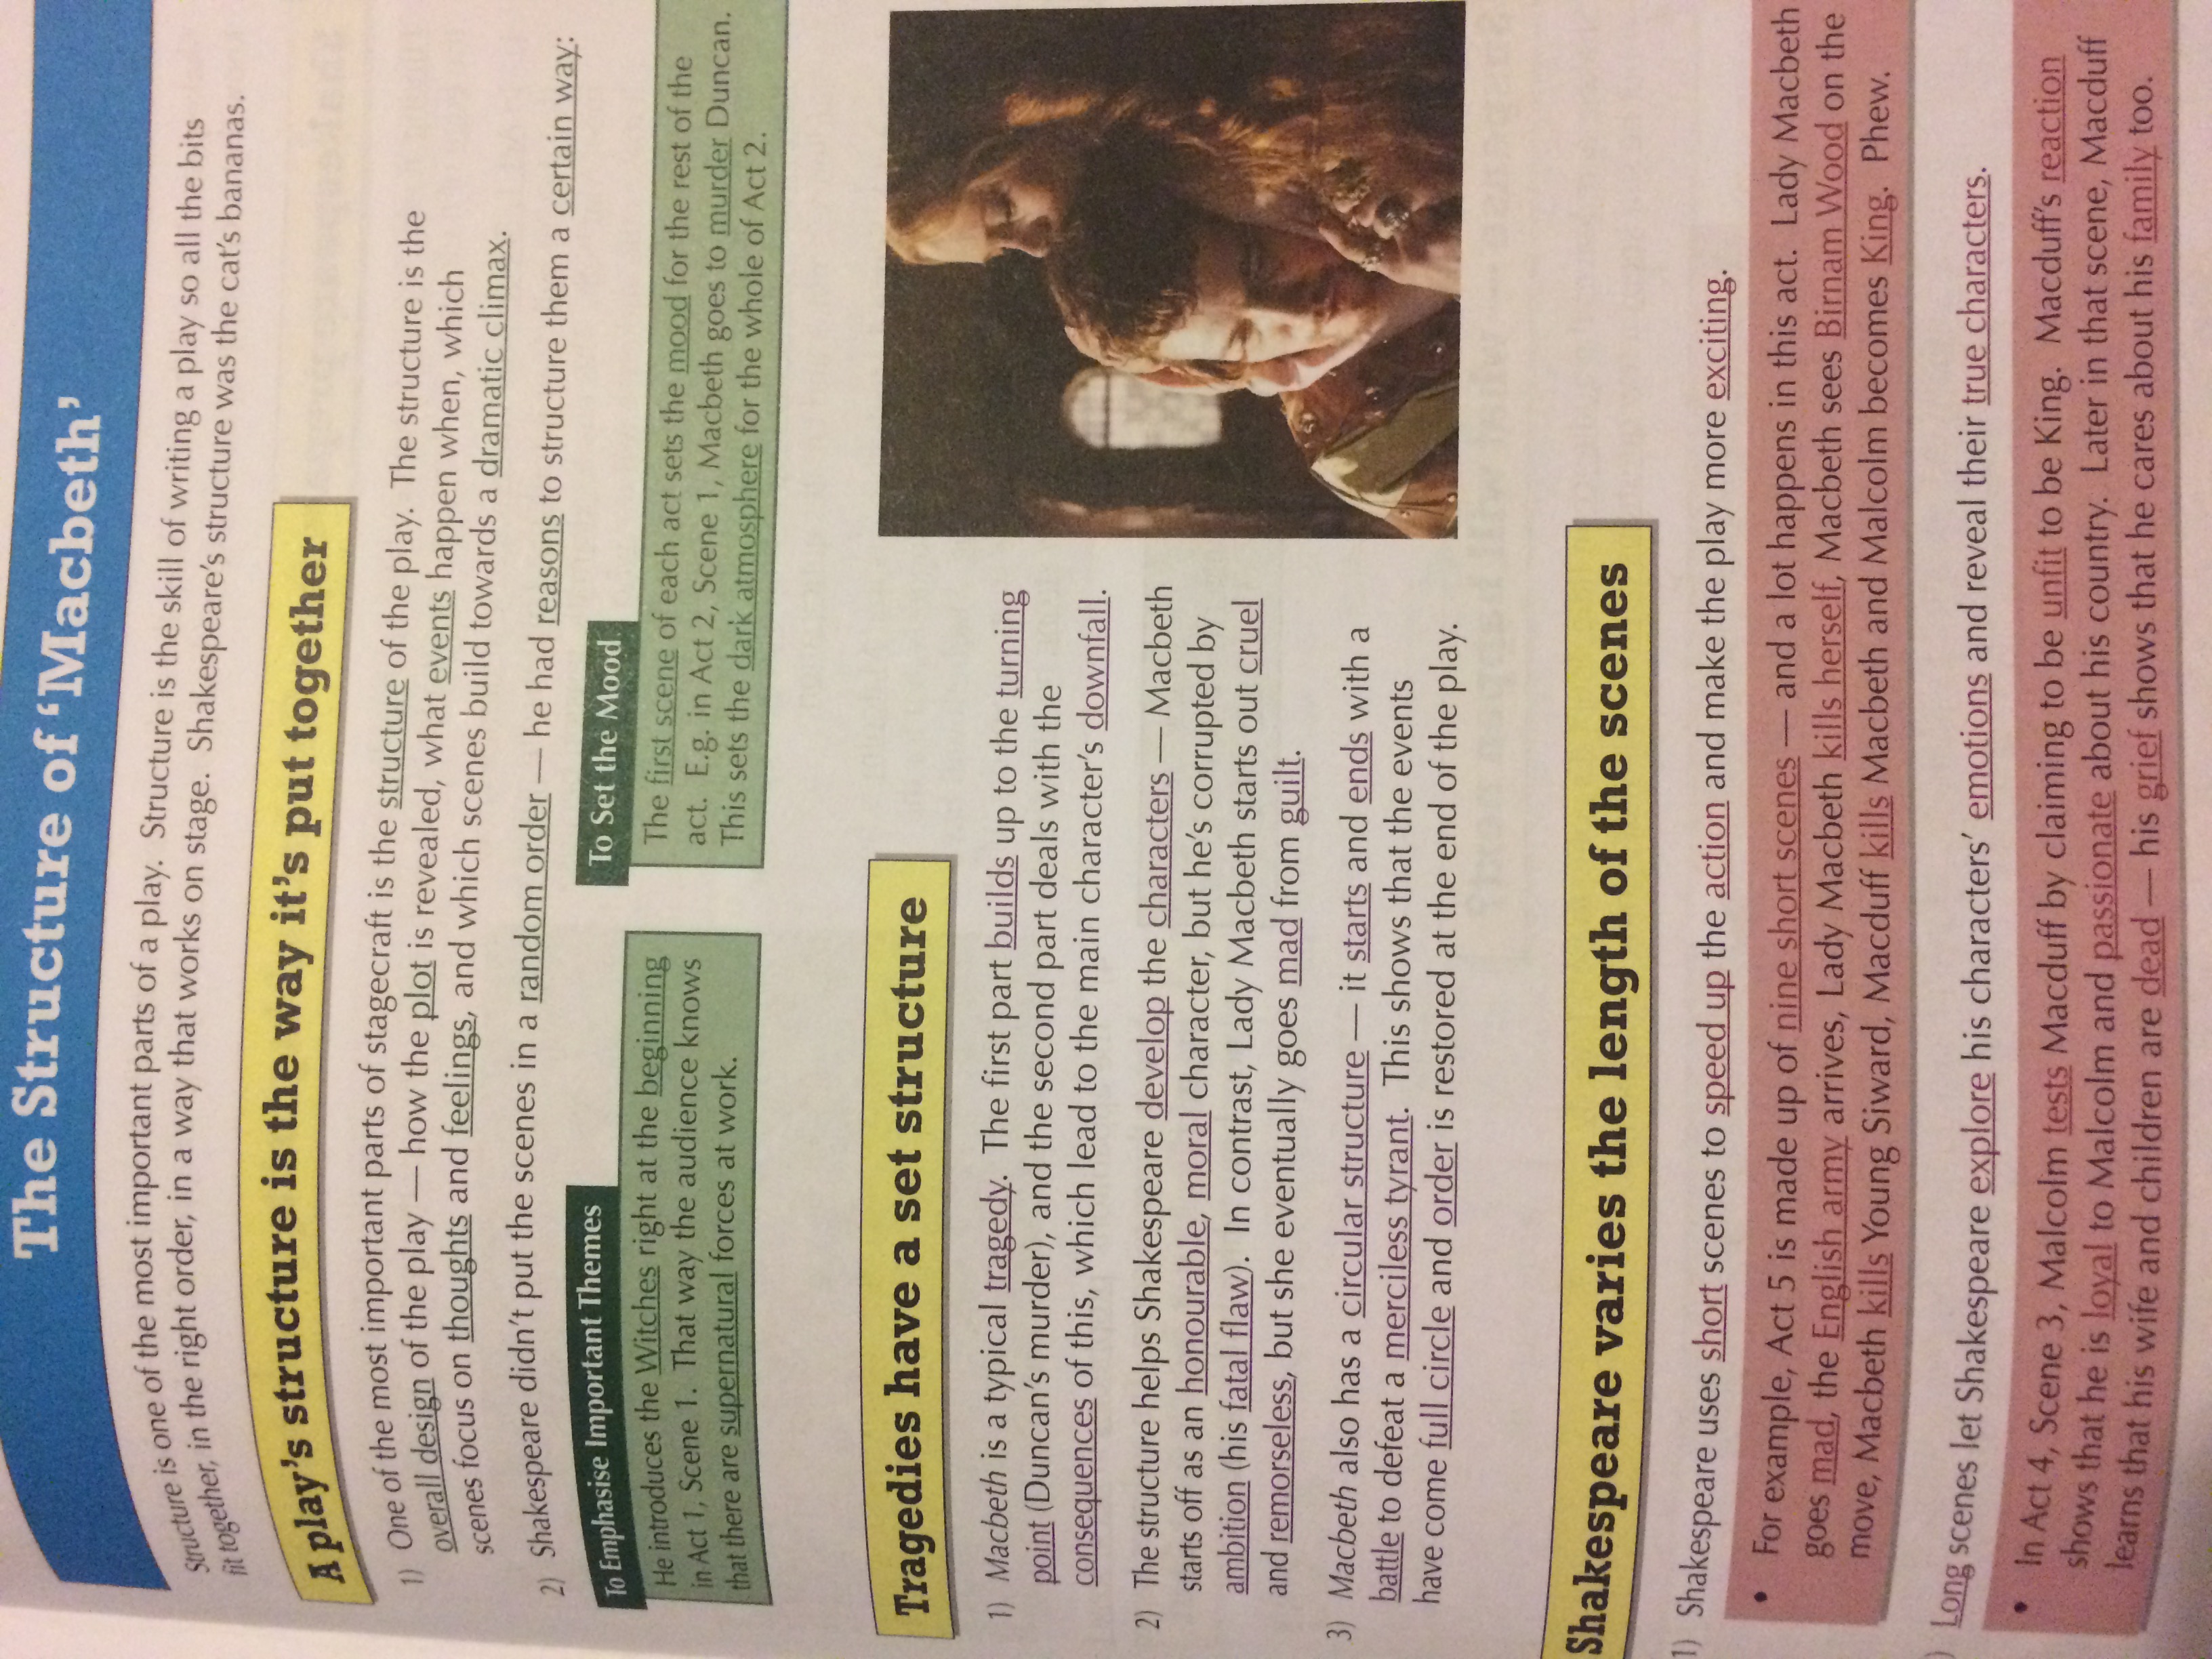 The Structure of ‘Macbeth’
Structure is one of the most important parts of a play. Structure is the skill of writing a play so all the bits
fit together, in the right order, in a way that works on stage. Shakespeare’s structure was the cat’s bananas.
A play’s structure is the way it’s put together
1) One of the most important parts of stagecraft is the structure of the play. The structure is the
overall design of the play — how the plot is revealed, what events happen when, which
scenes focus on thoughts and feelings, and which scenes build towards a dramatic climax.
2) Shakespeare didn’t put the scenes in a random order — he had reasons to structure them a certain way:
To Emphasise Important Themes
He introduces the Witches right at the beginning
in Act 1, Scene 1. That way the audience knows
that there are supernatural forces at work.
To Set the Mood
The first scene of each act sets the mood for the rest of the
act. E.g. in Act 2, Scene 1, Macbeth goes to murder Duncan.
This sets the dark atmosphere for the whole of Act 2.
Tragedies have a set structure
1) Macbeth is a typical tragedy. The first part builds up to the turning
point (Duncan’s murder), and the second part deals with the
consequences of this, which lead to the main character’s downfall.
2) The structure helps Shakespeare develop the characters — Macbeth
starts off as an honourable, moral character, but he’s corrupted by
ambition (his fatal flaw). In contrast, Lady Macbeth starts out cruel
and remorseless, but she eventually goes mad from guilt.
3) Macbeth also has a circular structure — it starts and ends with a
battle to defeat a merciless tyrant. This shows that the events
have come full circle and order is restored at the end of the play.
Shakespeare varies the length of the scenes
1) Shakespeare uses short scenes to speed up the action and make the play more exciting.
• For example, Act 5 is made up of nine short scenes — and a lot happens in this act. Lady Macbeth
goes mad, the English army arrives, Lady Macbeth kills herself, Macbeth sees Birnam Wood on the
move, Macbeth kills Young Siward, Macduff kills Macbeth and Malcolm becomes King. Phew.
) Long scenes let Shakespeare explore his characters’ emotions and reveal their true characters.
• In Act 4, Scene 3, Malcolm tests Macduff by claiming to be unfit to be King. Macduff’s reaction
shows that he is loyal to Malcolm and passionate about his country. Later in that scene, Macduff
learns that his wife and children are dead — his grief shows that he cares about his family too.